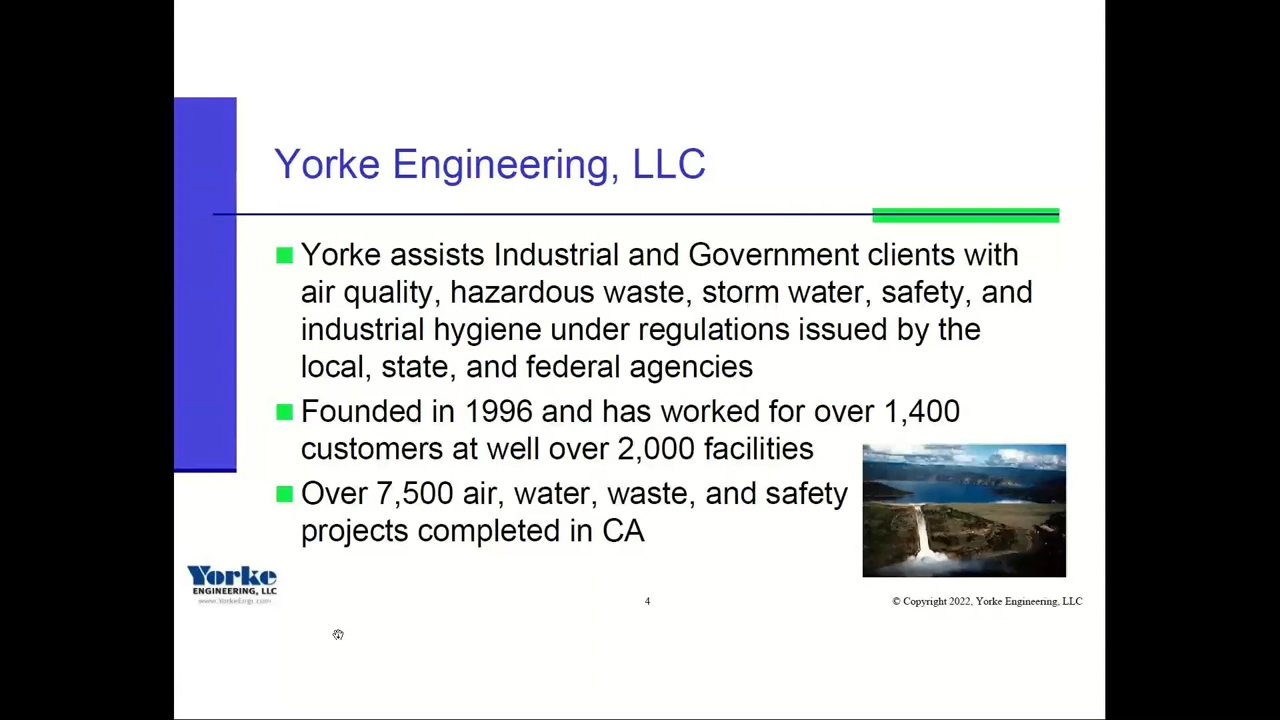 Yorke Engineering, LLC
Yorke assists Industrial and Government clients with
air quality, hazardous waste, storm water, safety, and
industrial hygiene under regulations issued by the
local, state, and federal agencies
Founded in 1996 and has worked for over 1,400
customers at well over 2,000 facilities
Over 7,500 air, water, waste, and safety
projects completed in CA
Yorke
ENGINEERING, LLC
www.YorkeEngr.com
4
© Copyright 2022, Yorke Engineering, LLC